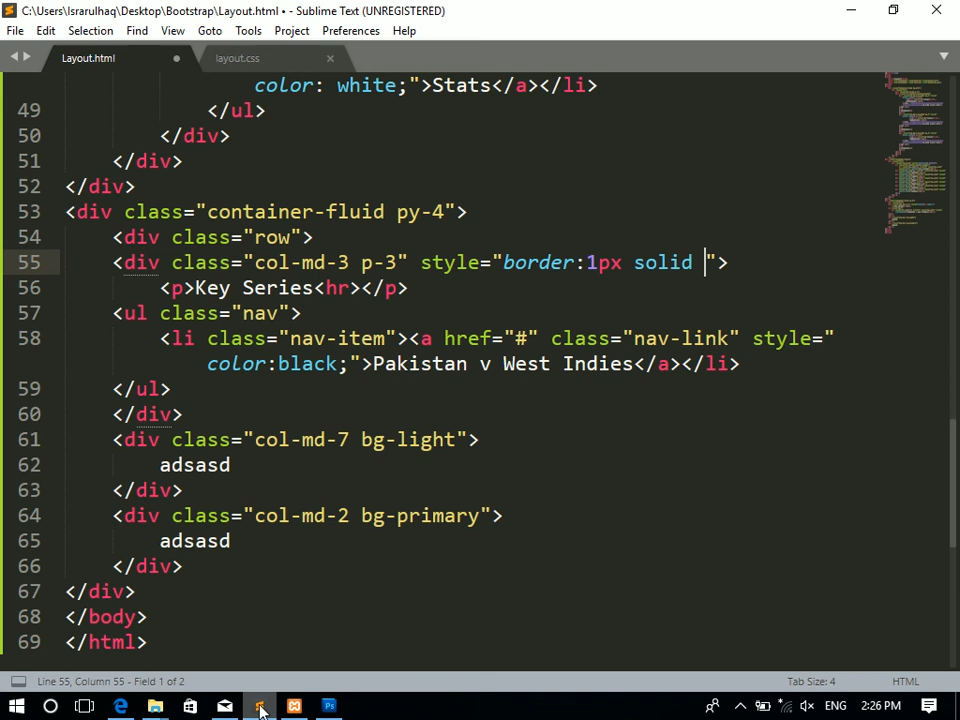 C:\Users\Israrulhaq\Desktop\Bootstrap\Layout.html • - Sublime Text (UNREGISTERED)
File Edit Selection Find View Goto Tools Project Preferences Help
Layout.html layout.css
color: white;">Stats</a></li>
49 </ul>
50 </div>
51 </div>
52 </div>
53 <div class="container-fluid py-4">
54 <div class="row">
55 <div class="col-md-3 p-3" style="border:1px solid ">
56 <p>Key Series<hr></p>
57 <ul class="nav">
58 <li class="nav-item"><a href="#" class="nav-link" style="
color:black;">Pakistan v West Indies</a></li>
59 </ul>
60 </div>
61 <div class="col-md-7 bg-light">
62 adsasd
63 </div>
64 <div class="col-md-2 bg-primary">
65 adsasd
66 </div>
67 </div>
68 </body>
69 </html>
Line 55, Column 55 - Field 1 of 2 Tab Size: 4 HTML
Ps ENG 2:26 PM